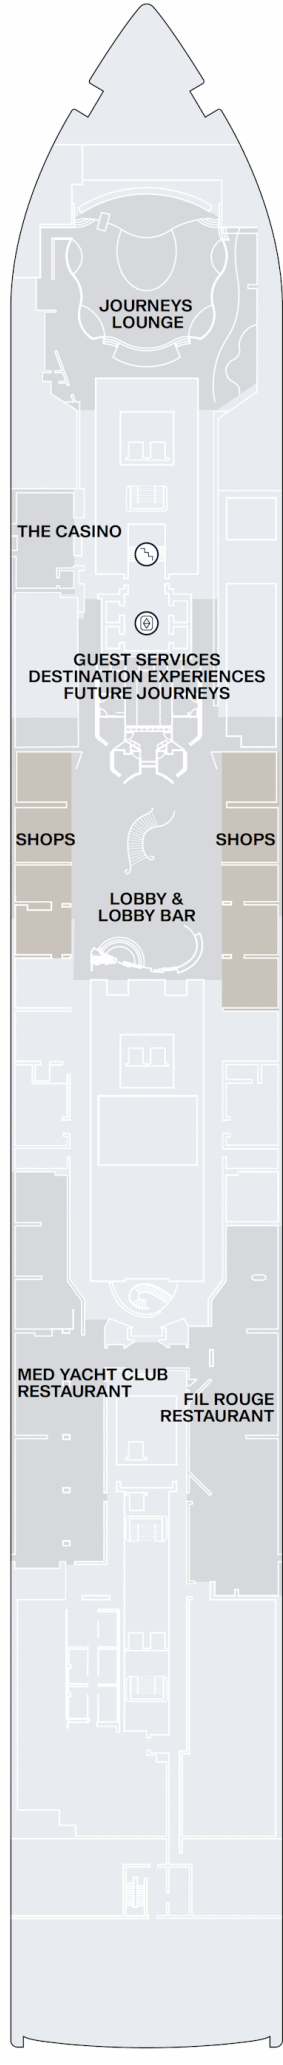 JOURNEYS
LOUNGE
THE CASINO
GUEST SERVICES
DESTINATION EXPERIENCES
FUTURE JOURNEYS
SHOPS
SHOPS
LOBBY &
LOBBY BAR
MED YACHT CLUB
RESTAURANT
FIL ROUGE
RESTAURANT